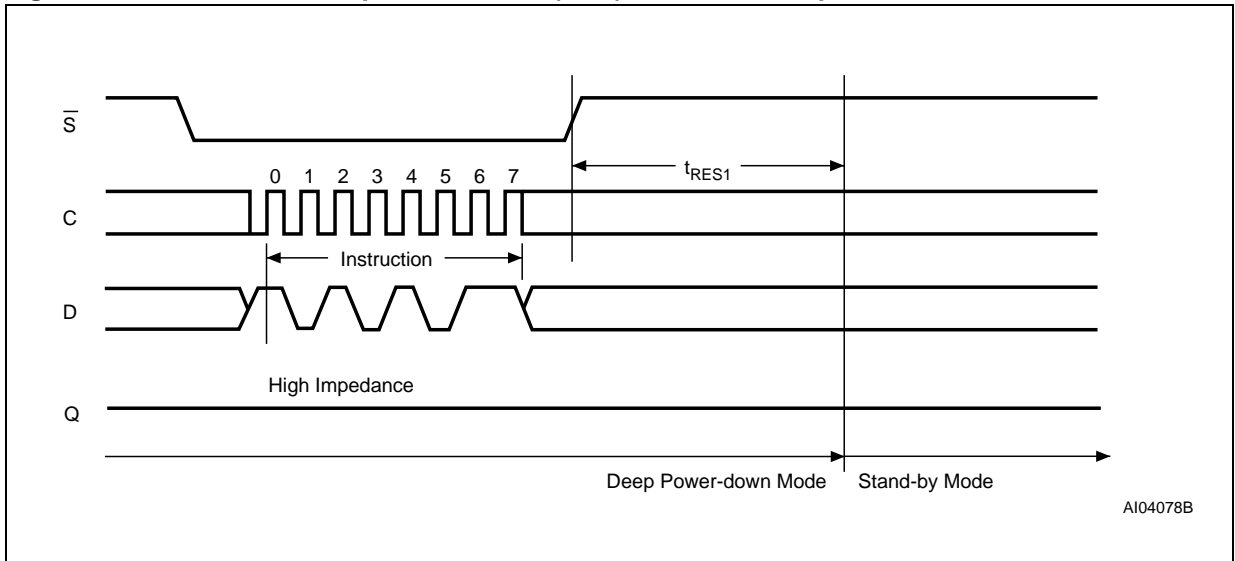 S̅
0 1 2 3 4 5 6 7
tRES1
C
Instruction
D
High Impedance
Q
Deep Power-down Mode
Stand-by Mode
AI04078B